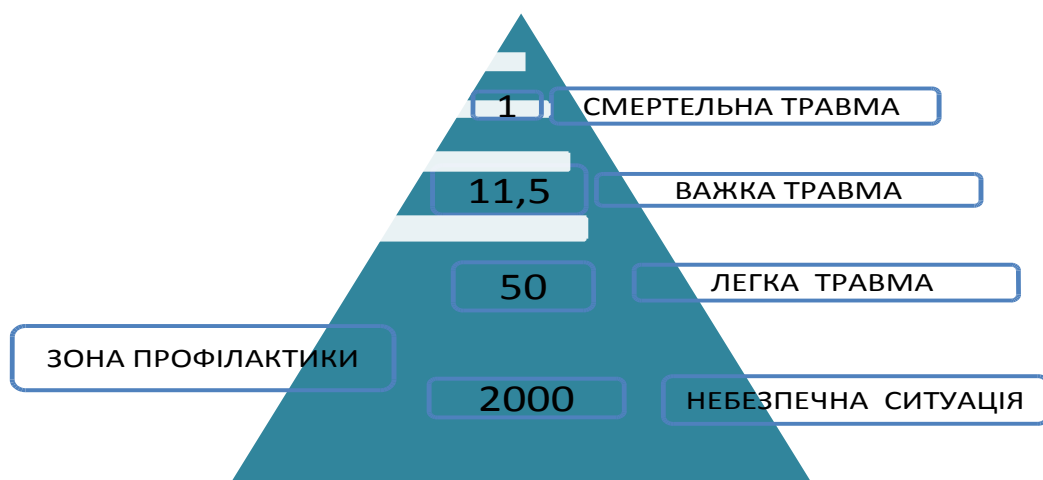 1 СМЕРТЕЛЬНА ТРАВМА
11,5 ВАЖКА ТРАВМА
50 ЛЕГКА ТРАВМА
ЗОНА ПРОФІЛАКТИКИ
2000 НЕБЕЗПЕЧНА СИТУАЦІЯ